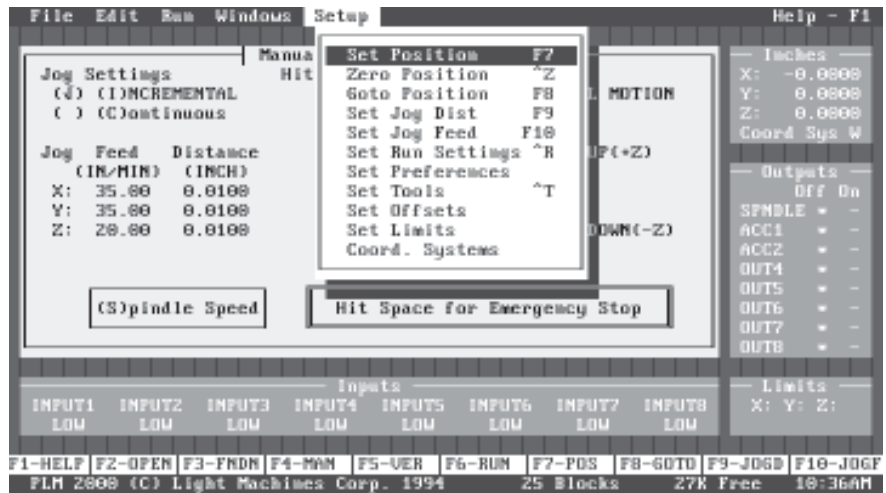 File Edit Run Windows Setup Help - F1
Manua
Jog Settings Hit
(√) (I)NCREMENTAL L MOTION
( ) (C)ontinuous
Jog Feed Distance UP(+Z)
(IN/MIN) (INCH)
X: 35.00 0.0100
Y: 35.00 0.0100
Z: 20.00 0.0100 DOWN(-Z)
(S)pindle Speed
Hit Space for Emergency Stop
Set Position F7
Zero Position ^Z
Goto Position F8
Set Jog Dist F9
Set Jog Feed F10
Set Run Settings ^R
Set Preferences
Set Tools ^T
Set Offsets
Set Limits
Coord. Systems
Inches
X: -0.0000
Y: 0.0000
Z: 0.0000
Coord Sys W
Outputs
Off On
SPNDLE -
ACC1 -
ACC2 -
OUT4 -
OUT5 -
OUT6 -
OUT7 -
OUT8 -
Inputs
INPUT1 INPUT2 INPUT3 INPUT4 INPUT5 INPUT6 INPUT7 INPUT8
LOW LOW LOW LOW LOW LOW LOW LOW
Limits
X: Y: Z:
F1-HELP F2-OPEN F3-FNDN F4-MAN F5-VER F6-RUN F7-POS F8-GOTO F9-JOGD F10-JOGF
PLM 2000 (C) Light Machines Corp. 1994 25 Blocks 27K Free 10:36AM